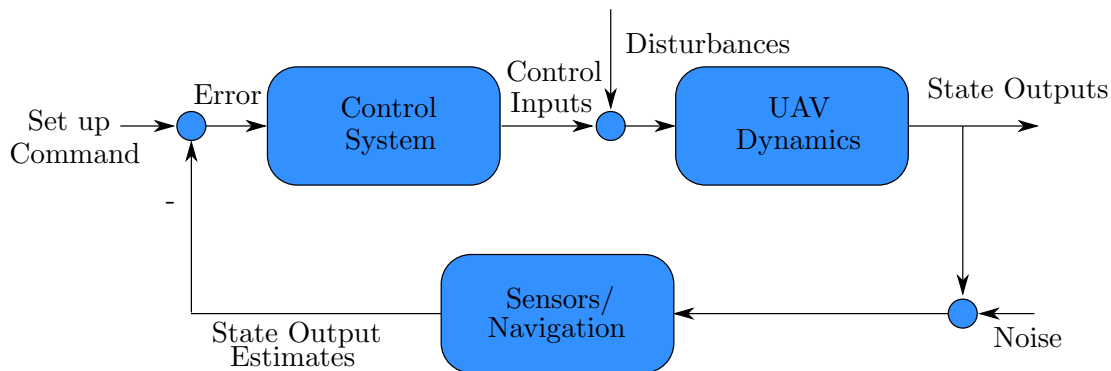 Disturbances
Control
Inputs
Error
Control
System
UAV
Dynamics
State Outputs
Set up
Command
-
Sensors/
Navigation
State Output
Estimates
Noise